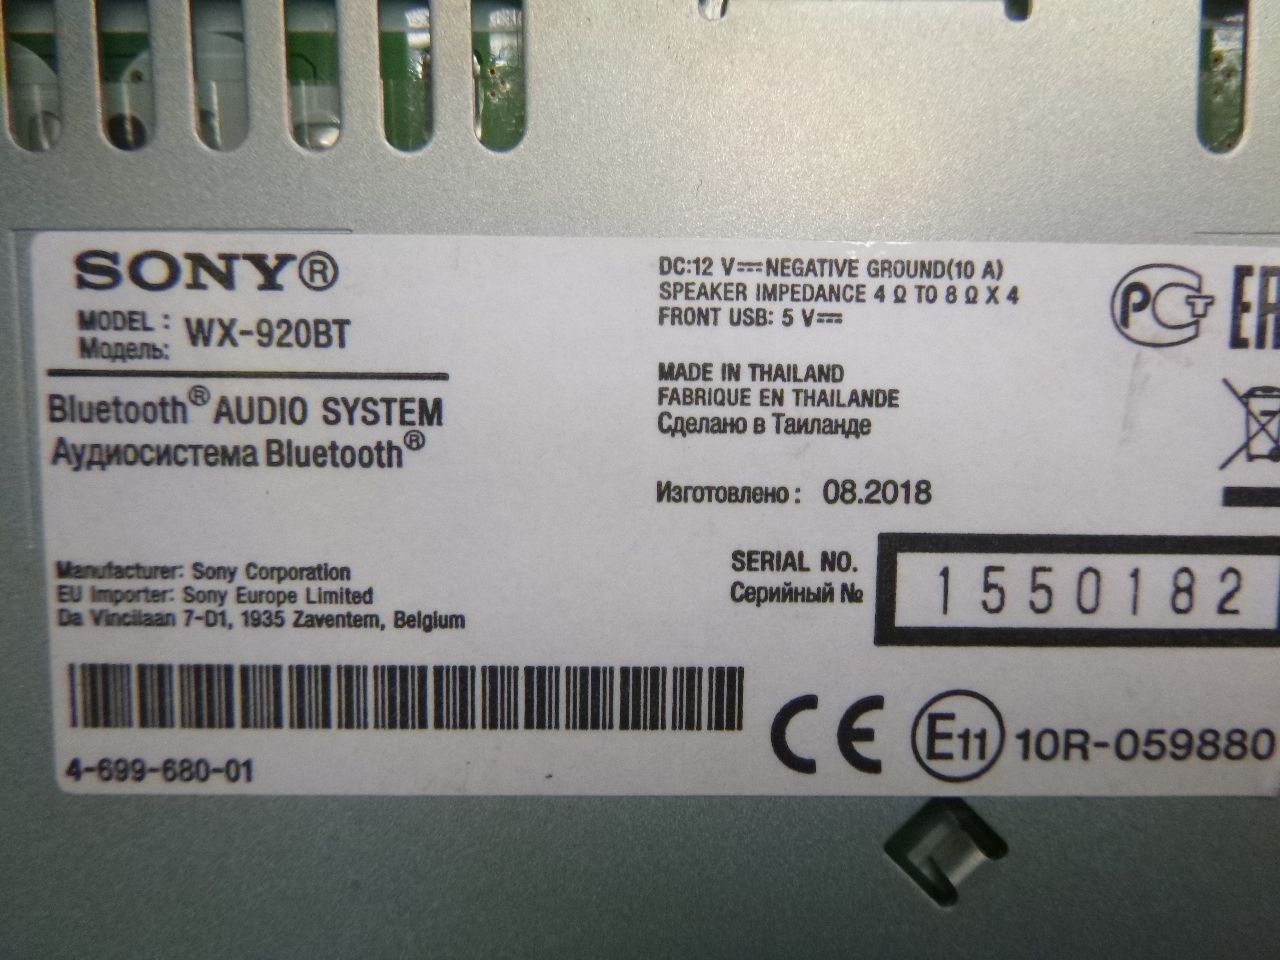 SONY®
MODEL :
Модель:
WX-920BT
Bluetooth® AUDIO SYSTEM
Аудиосистема Bluetooth®
Manufacturer: Sony Corporation
EU Importer: Sony Europe Limited
Da Vincilaan 7-D1, 1935 Zaventem, Belgium
4-699-680-01
DC:12 V⎓NEGATIVE GROUND(10 A)
SPEAKER IMPEDANCE 4 Ω TO 8 Ω X 4
FRONT USB: 5 V⎓
MADE IN THAILAND
FABRIQUE EN THAILANDE
Сделано в Таиланде
Изготовлено: 08.2018
SERIAL NO.
Серийный №
1550182
CE E11 10R-059880
РСТ